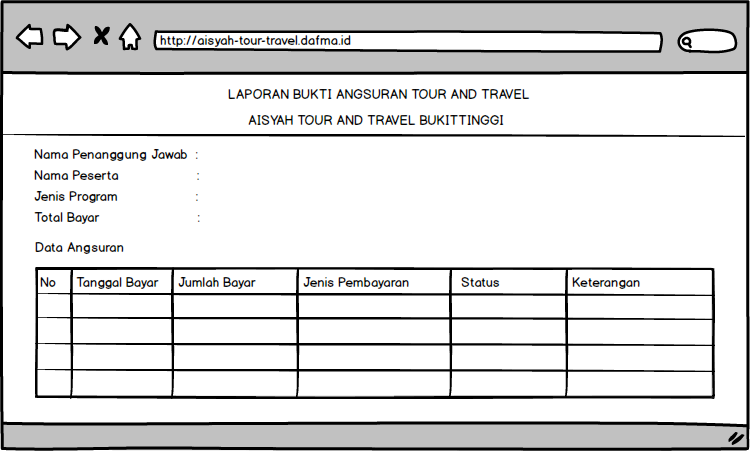 http://aisyah-tour-travel.dafma.id
LAPORAN BUKTI ANGSURAN TOUR AND TRAVEL
AISYAH TOUR AND TRAVEL BUKITTINGGI
Nama Penanggung Jawab :
Nama Peserta :
Jenis Program :
Total Bayar :
Data Angsuran
No Tanggal Bayar Jumlah Bayar Jenis Pembayaran Status Keterangan